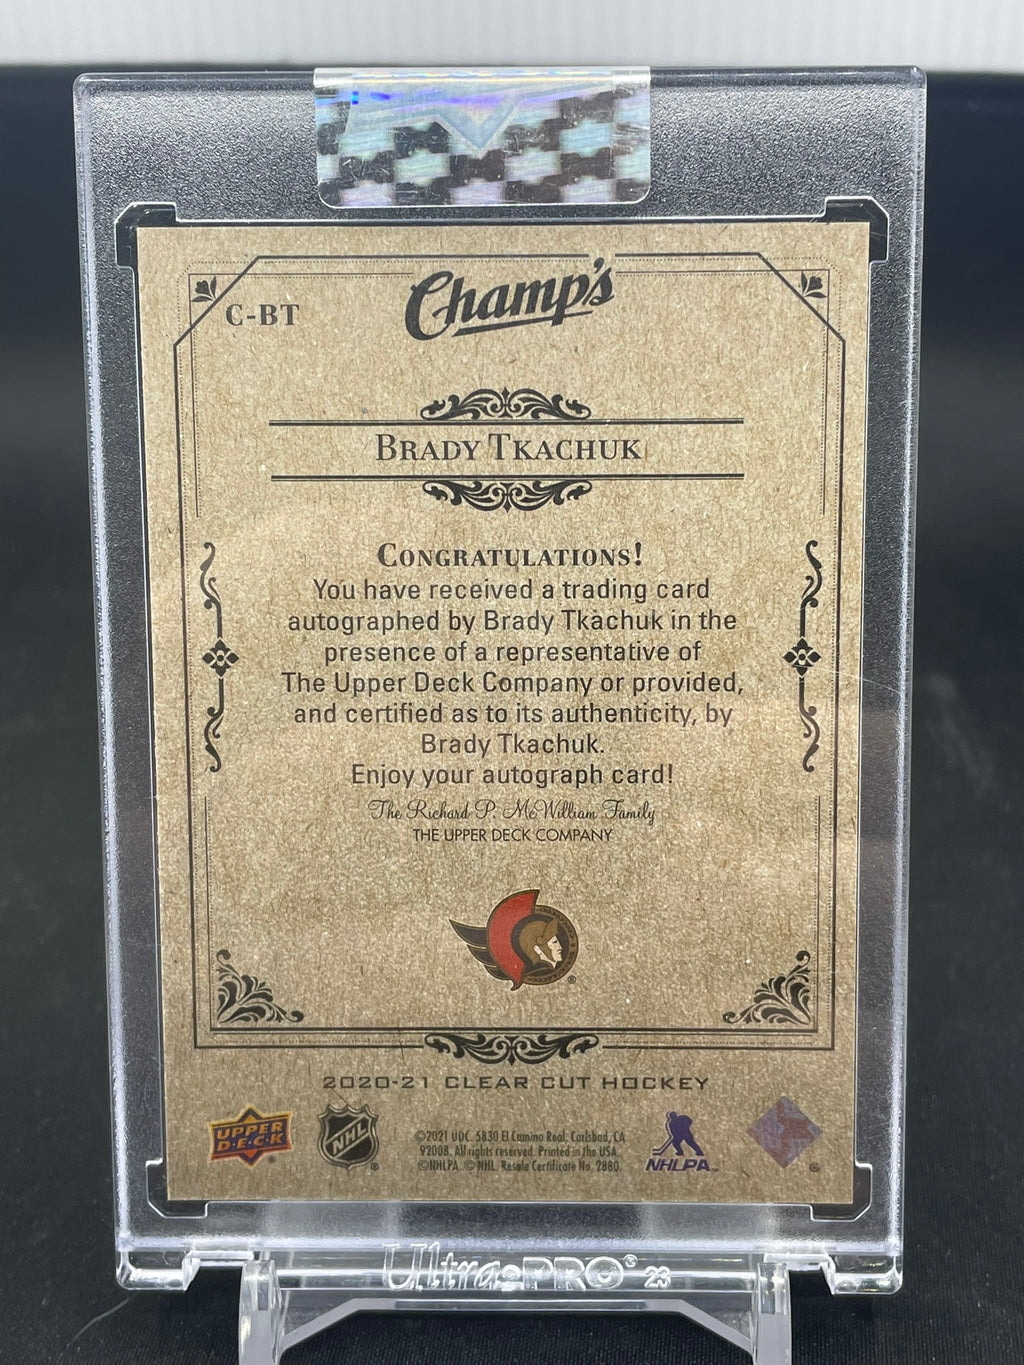 Champ's
C-BT
BRADY TKACHUK
CONGRATULATIONS!
You have received a trading card
autographed by Brady Tkachuk in the
presence of a representative of
The Upper Deck Company or provided,
and certified as to its authenticity, by
Brady Tkachuk.
Enjoy your autograph card!
The Richard P. McWilliam Family
THE UPPER DECK COMPANY
®
2020-21 CLEAR CUT HOCKEY
UPPER
D·E·C·K ®
NHL ®
©2021 UDC. 5830 El Camino Real, Carlsbad, CA
92008. All rights reserved. Printed in the USA.
©NHLPA. ©NHL. Resale Certificate No. 2880.
NHLPA™
®
Ultra·PRO® 23